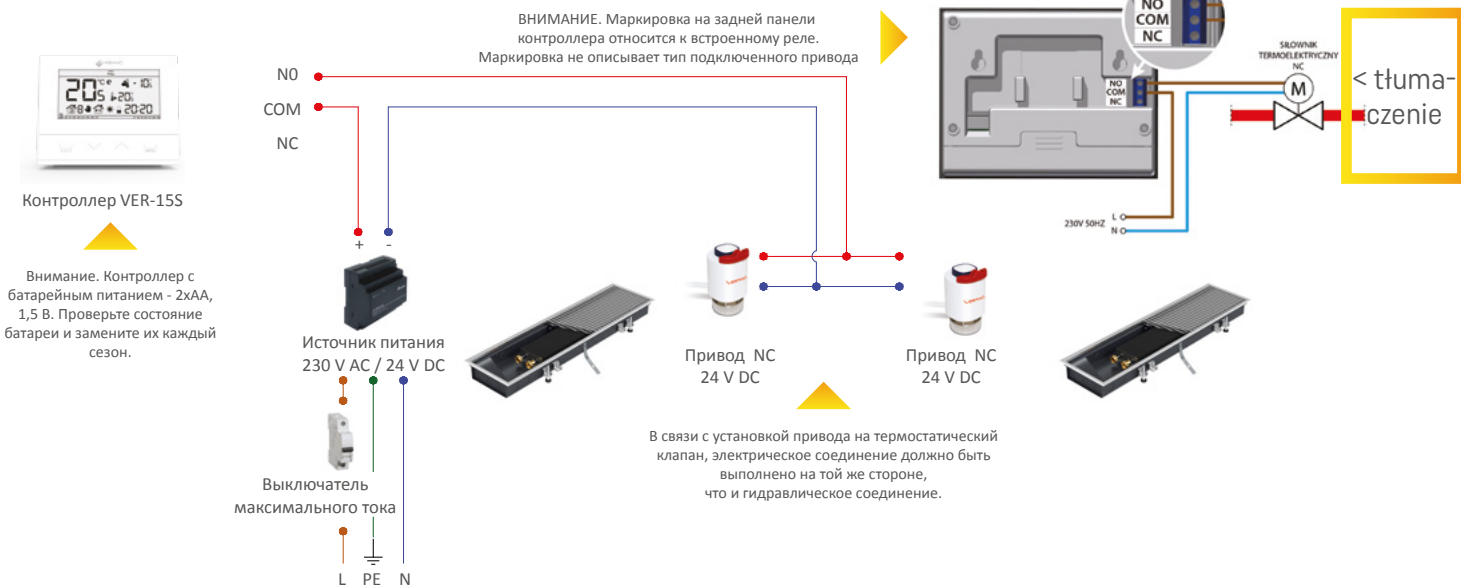 ВНИМАНИЕ. Маркировка на задней панели
контроллера относится к встроенному реле.
Маркировка не описывает тип подключенного привода
NO
COM
NC
NO
COM
NC
SIŁOWNIK
TERMOELEKTRYCZNY
NC
M
< tłuma-
czenie
230V 50HZ
L
N
N0
COM
NC
20.5 °C
20:20
Контроллер VER-15S
Внимание. Контроллер с
батарейным питанием - 2xAA,
1,5 В. Проверьте состояние
батареи и замените их каждый
сезон.
+ -
Источник питания
230 V AC / 24 V DC
Выключатель
максимального тока
L PE N
Привод NC
24 V DC
Привод NC
24 V DC
В связи с установкой привода на термостатический
клапан, электрическое соединение должно быть
выполнено на той же стороне,
что и гидравлическое соединение.